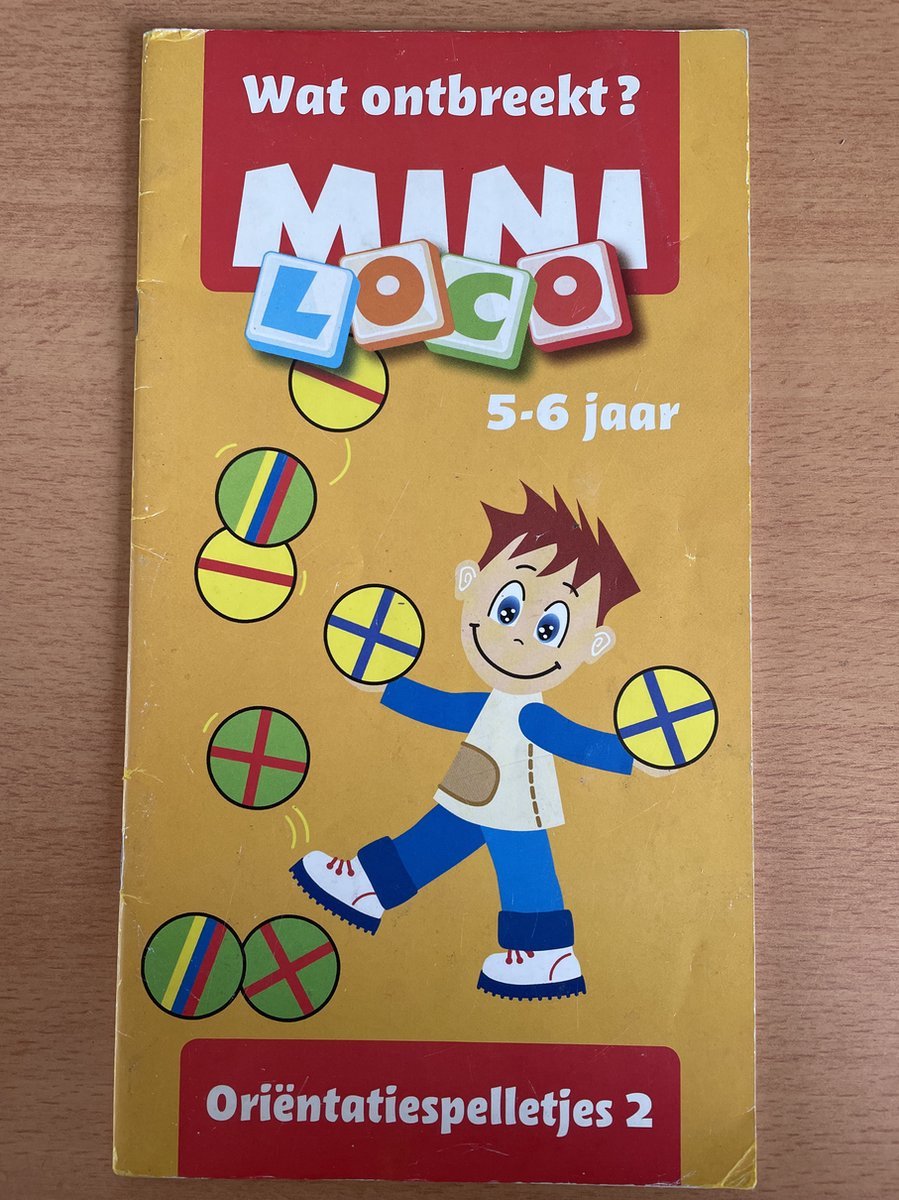 Wat ontbreekt?
MINI
LOCO
5-6 jaar
Oriëntatiespelletjes 2